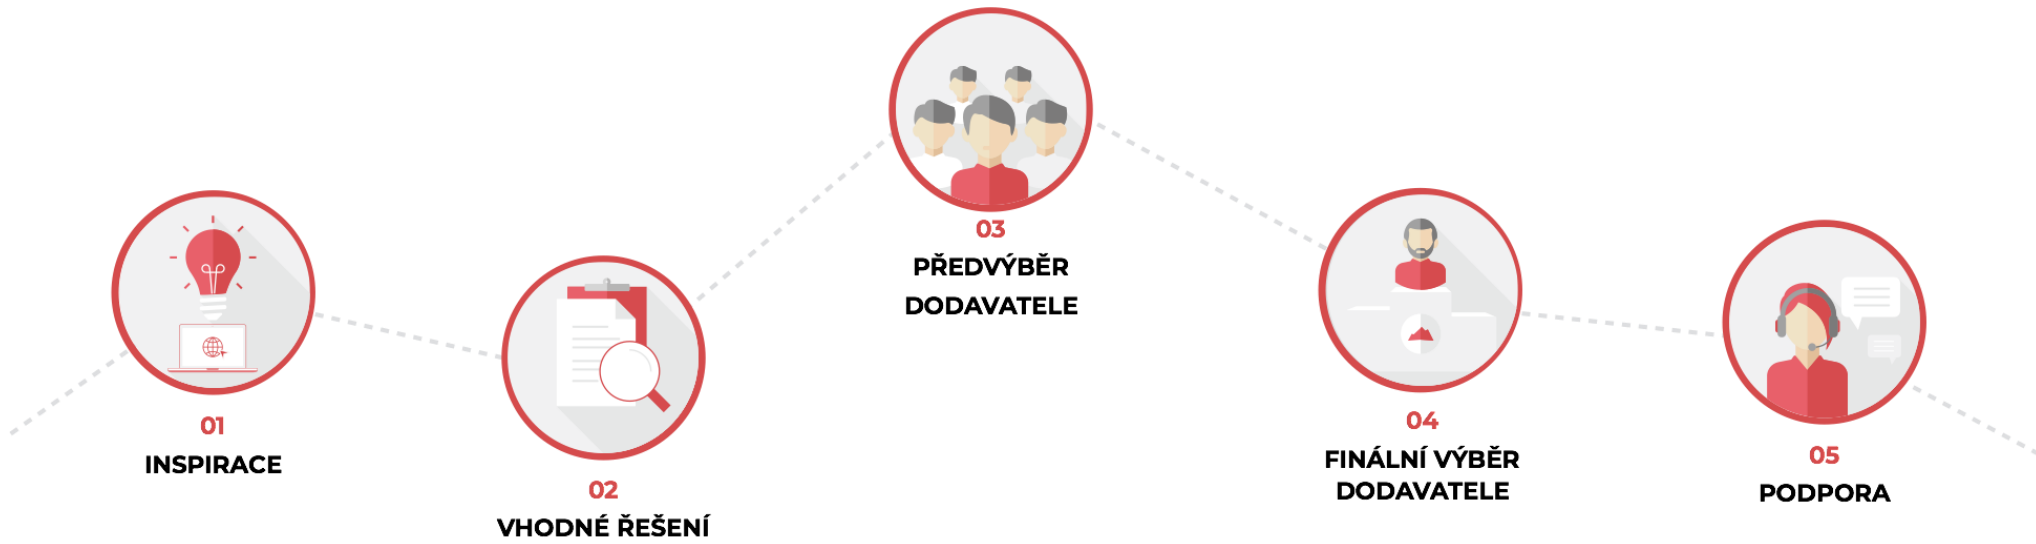 01
INSPIRACE
02
VHODNÉ ŘEŠENÍ
03
PŘEDVÝBĚR
DODAVATELE
04
FINÁLNÍ VÝBĚR
DODAVATELE
05
PODPORA